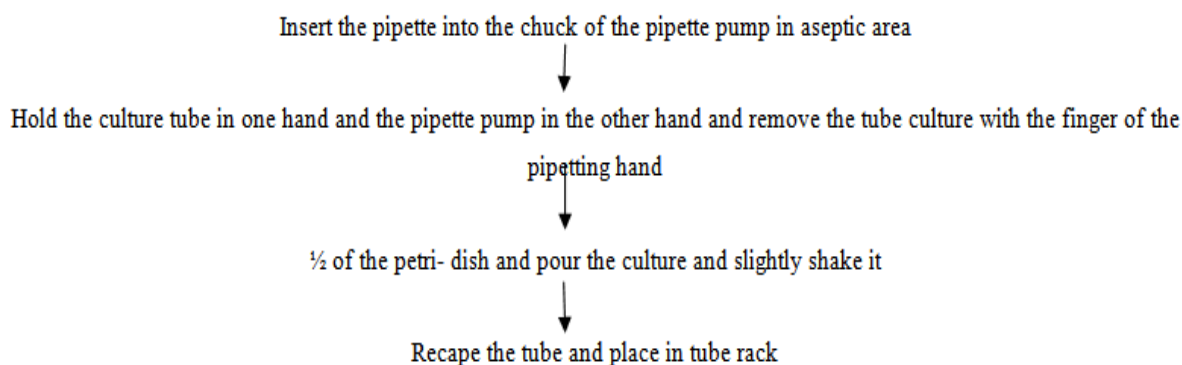 Insert the pipette into the chuck of the pipette pump in aseptic area
Hold the culture tube in one hand and the pipette pump in the other hand and remove the tube culture with the finger of the
pipetting hand
½ of the petri- dish and pour the culture and slightly shake it
Recape the tube and place in tube rack